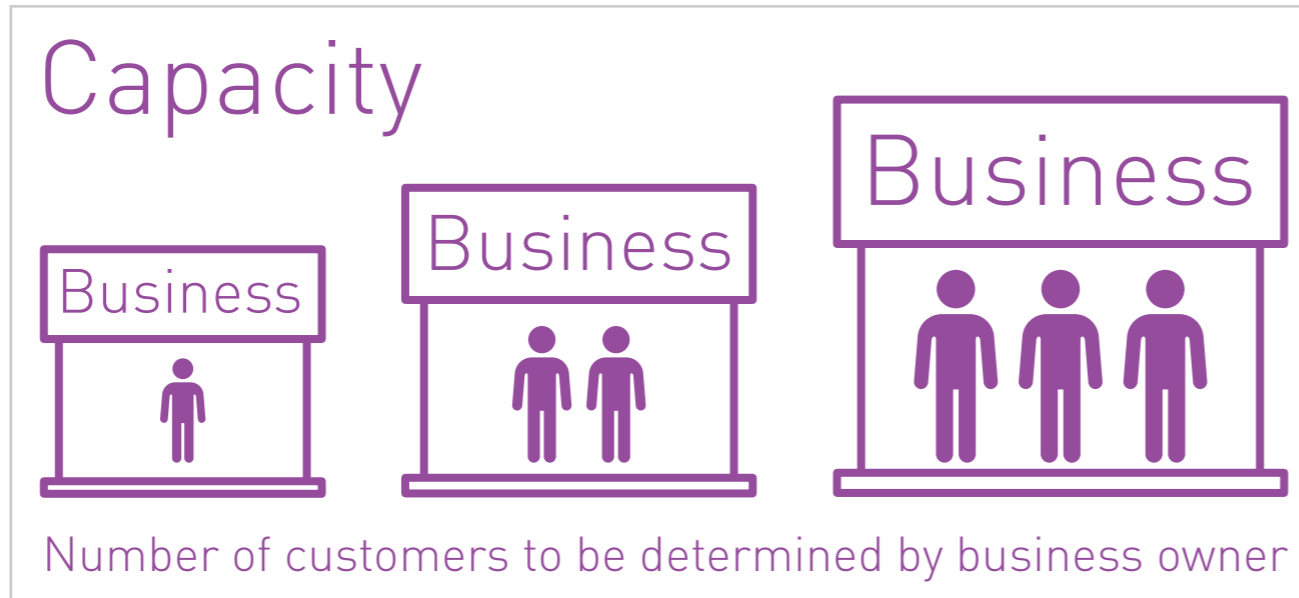 Capacity
Business
Business
Business
Number of customers to be determined by business owner